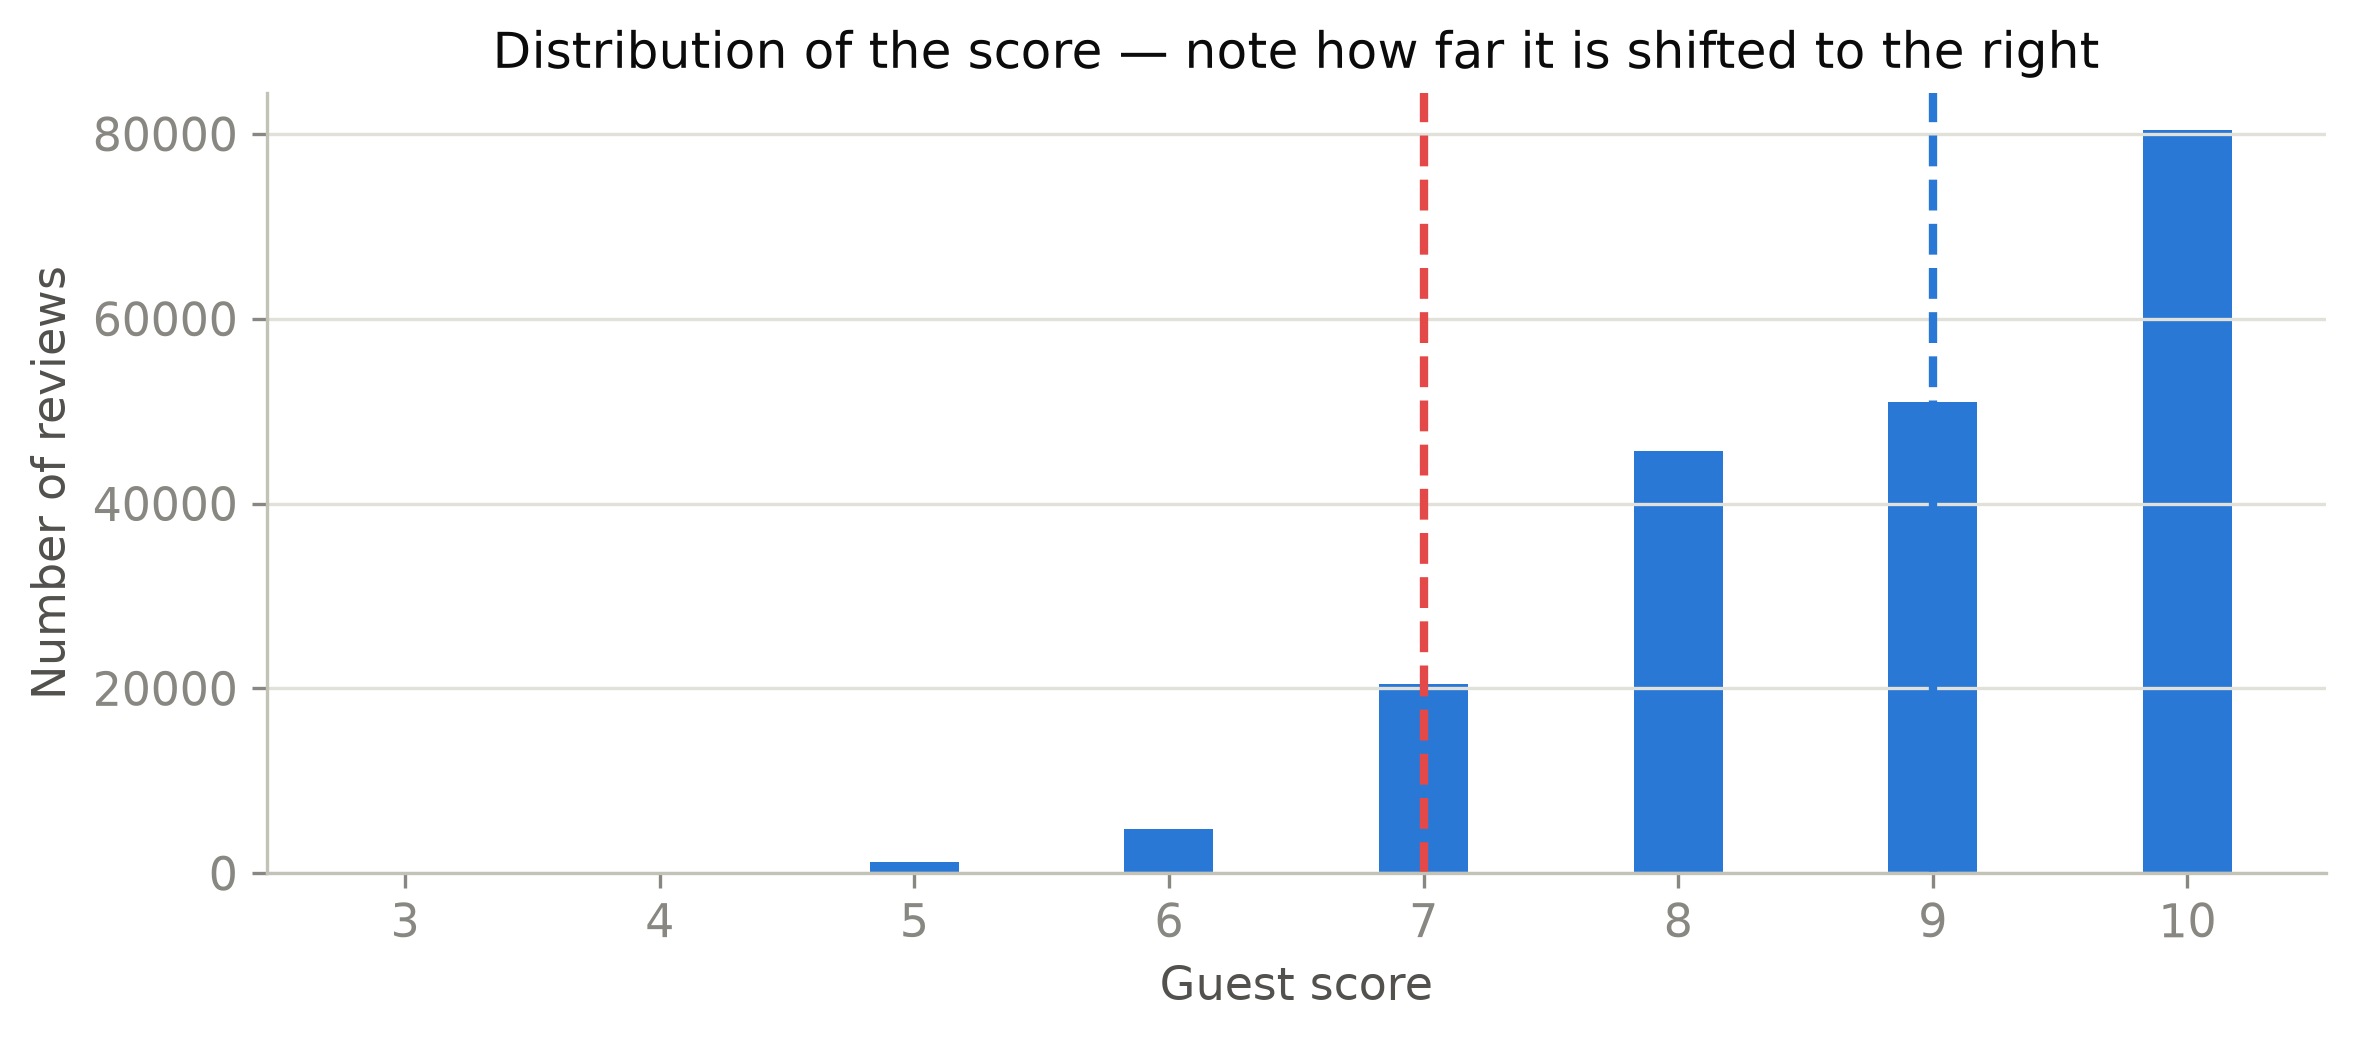 Distribution of the score — note how far it is shifted to the right
Number of reviews
80000
60000
40000
20000
0
3 4 5 6 7 8 9 10
Guest score